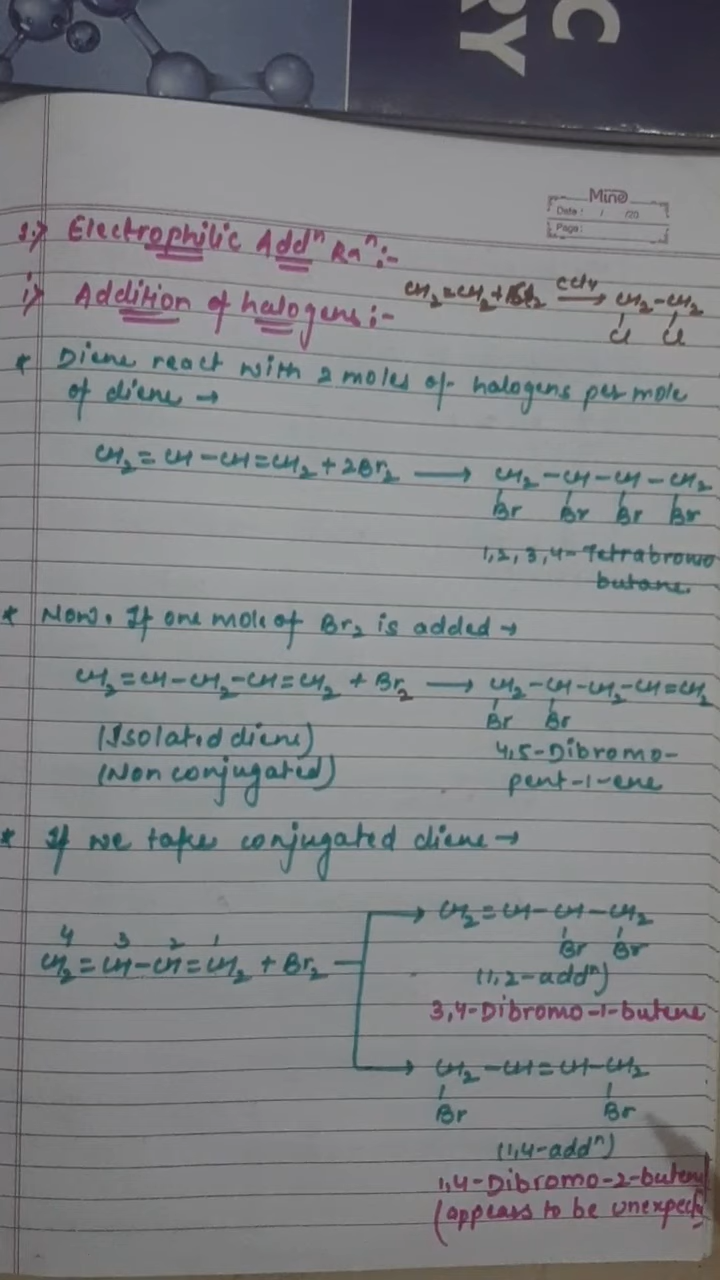 C
RY
Mino
Date : / /20
Page:
1.) Electrophilic Addⁿ Rxⁿ:-
i) Addition of halogens:-
CH₂=CH₂+ CCl₄ → CH₂-CH₂
Cl Cl
* Diene react with 2 moles of halogens per mole
of diene →
CH₂=CH-CH=CH₂+2Br₂ → CH₂-CH-CH-CH₂
Br Br Br Br
1,2,3,4-Tetrabromo
butane.
* Now. If one mole of Br₂ is added →
CH₂=CH-CH₂-CH=CH₂ + Br₂ → CH₂-CH-CH₂-CH=CH₂
Br Br
(Isolated diene)
(Non conjugated)
4,5-Dibromo-
pent-1-ene
* If we take conjugated diene →
CH₂=CH-CH-CH₂
Br Br
4 3 2 1
CH₂=CH-CH=CH₂ + Br₂
(1,2-addⁿ)
3,4-Dibromo-1-butene
CH₂-CH=CH-CH₂
Br Br
(1,4-addⁿ)
1,4-Dibromo-2-buten
(appears to be unexpect